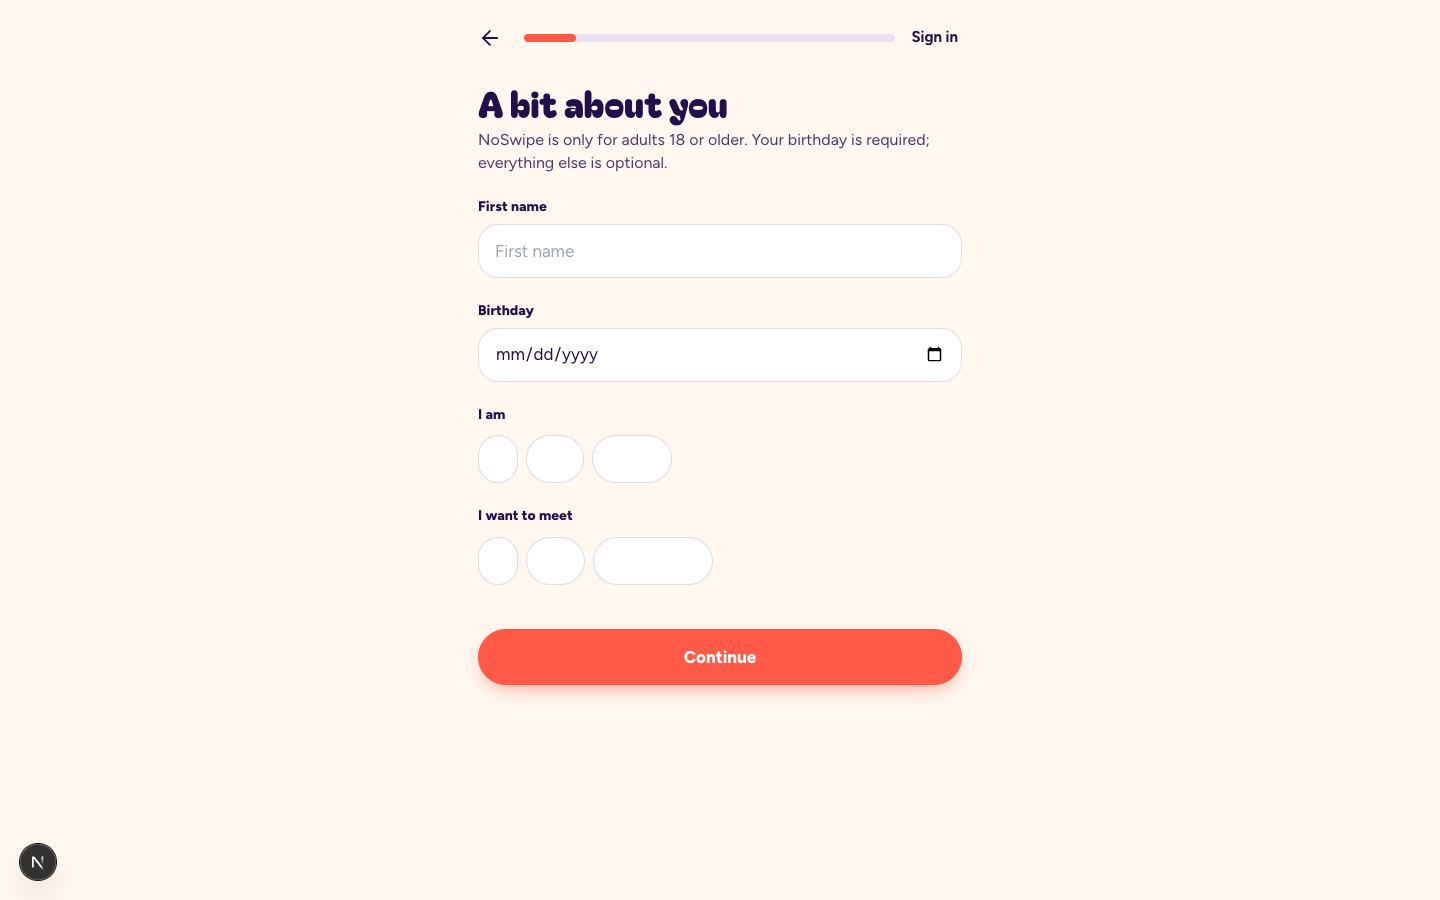 Sign in
A bit about you
NoSwipe is only for adults 18 or older. Your birthday is required;
everything else is optional.
First name
First name
Birthday
mm/dd/yyyy
I am
I want to meet
Continue
N